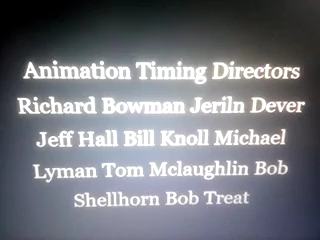 Animation Timing Directors
Richard Bowman Jeriln Dever
Jeff Hall Bill Knoll Michael
Lyman Tom Mclaughlin Bob
Shellhorn Bob Treat